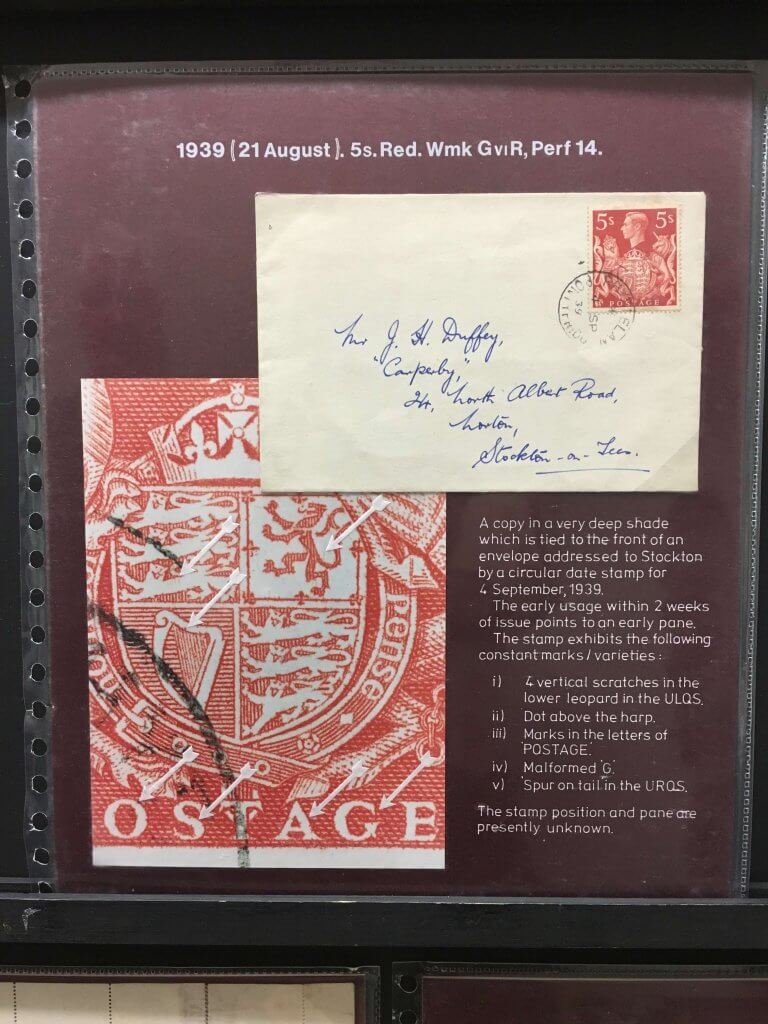 1939 (21 August). 5s. Red. Wmk GVIR, Perf 14.
5s 5s
POSTAGE
SP
39
Mr J. H. Duffey,
"Carperby,"
24, North Albert Road,
Norton,
Stockton-on-Tees.
pense
OSTAGE
A copy in a very deep shade
which is tied to the front of an
envelope addressed to Stockton
by a circular date stamp for
4 September, 1939.
The early usage within 2 weeks
of issue points to an early pane.
The stamp exhibits the following
constant marks / varieties :
i) 4 vertical scratches in the
lower leopard in the ULQS.
ii) Dot above the harp.
iii) Marks in the letters of
'POSTAGE'.
iv) Malformed 'G'.
v) Spur on tail in the URQS.
The stamp position and pane are
presently unknown.